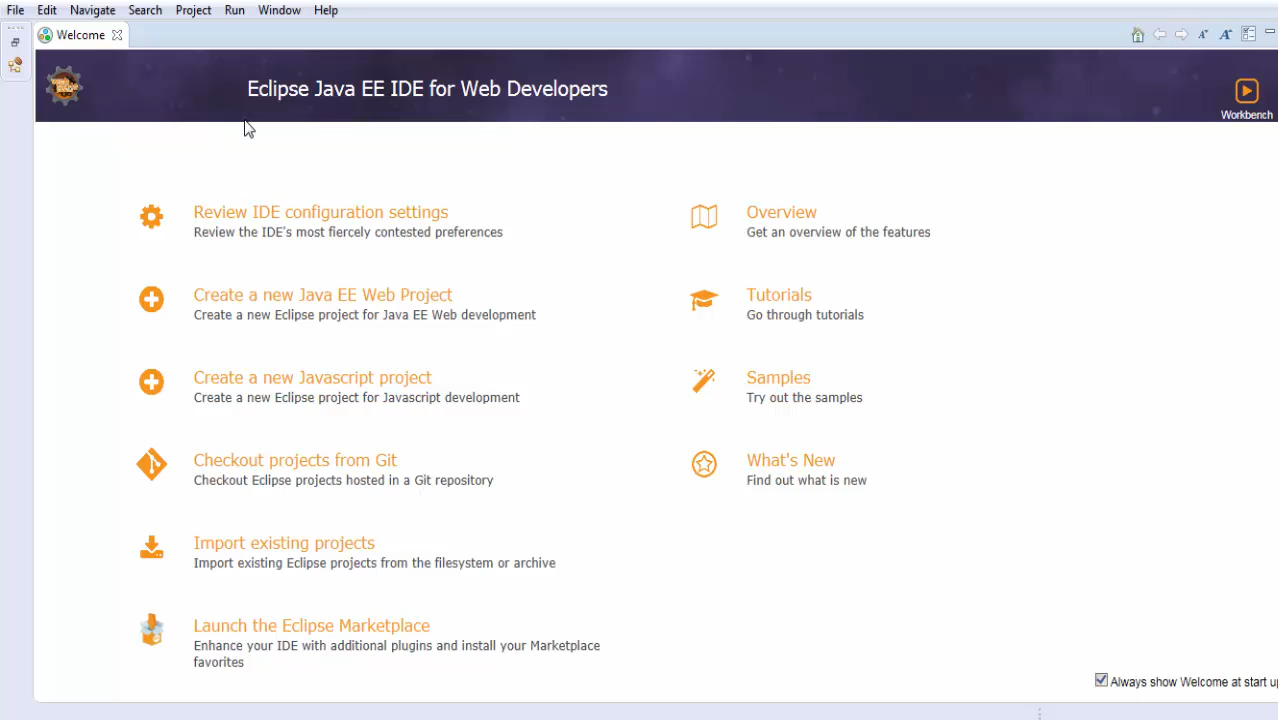 File Edit Navigate Search Project Run Window Help
Welcome
Eclipse Java EE IDE for Web Developers
Workbench
Review IDE configuration settings
Review the IDE's most fiercely contested preferences
Create a new Java EE Web Project
Create a new Eclipse project for Java EE Web development
Create a new Javascript project
Create a new Eclipse project for Javascript development
Checkout projects from Git
Checkout Eclipse projects hosted in a Git repository
Import existing projects
Import existing Eclipse projects from the filesystem or archive
Launch the Eclipse Marketplace
Enhance your IDE with additional plugins and install your Marketplace
favorites
Overview
Get an overview of the features
Tutorials
Go through tutorials
Samples
Try out the samples
What's New
Find out what is new
Always show Welcome at start up